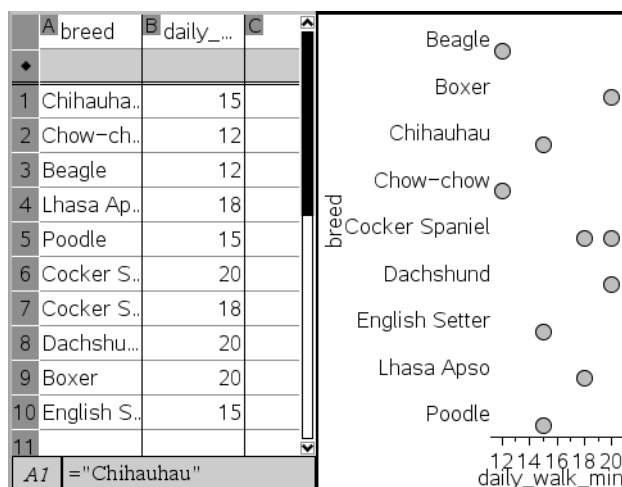 A breed B daily_... C
◆
1 Chihauha.. 15
2 Chow-ch.. 12
3 Beagle 12
4 Lhasa Ap.. 18
5 Poodle 15
6 Cocker S.. 20
7 Cocker S.. 18
8 Dachshu... 20
9 Boxer 20
10 English S.. 15
11
A1 ="Chihauhau"
breed
Beagle
Boxer
Chihauhau
Chow-chow
Cocker Spaniel
Dachshund
English Setter
Lhasa Apso
Poodle
12 14 16 18 20
daily_walk_min